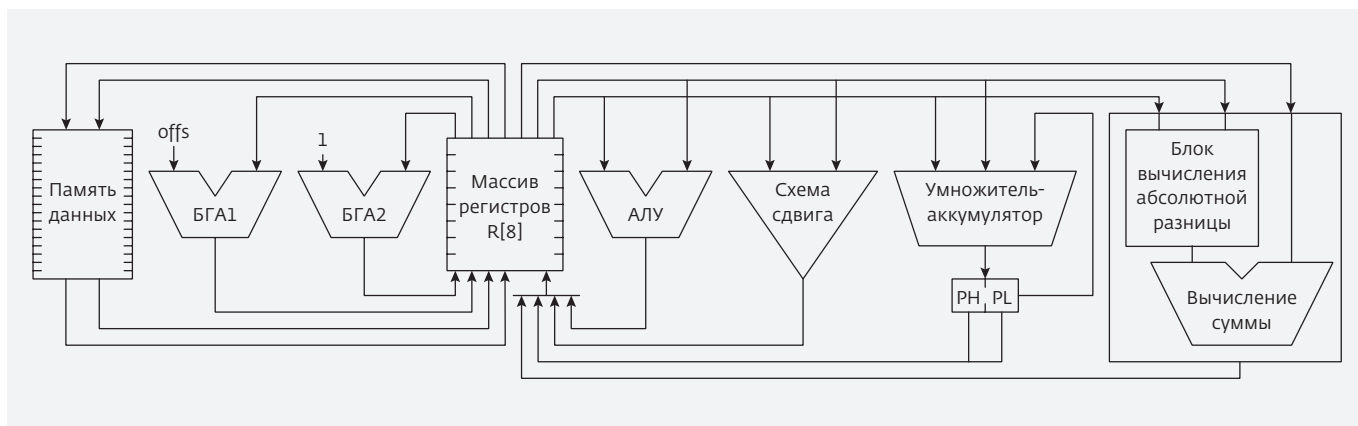 offs
1
Память
данных
БГА1
БГА2
Массив
регистров
R[8]
АЛУ
Схема
сдвига
Умножитель-
аккумулятор
PH PL
Блок
вычисления
абсолютной
разницы
Вычисление
суммы